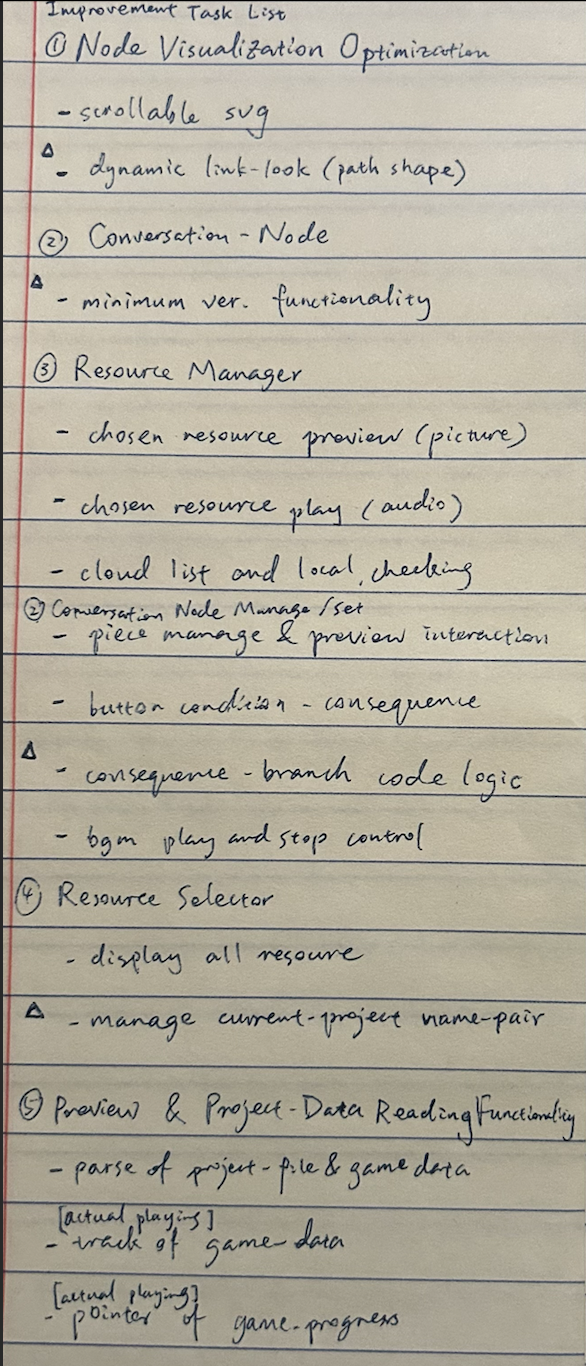 Improvement Task List
① Node Visualization Optimization
- scrollable svg
△ - dynamic link-look (path shape)
② Conversation - Node
△ - minimum ver. functionality
③ Resource Manager
- chosen resource preview (picture)
- chosen resource play (audio)
- cloud list and local checking
② Conversation Node Manage/set
- piece manage & preview interaction
- button condition - consequence
△ - consequence - branch code logic
- bgm play and stop control
④ Resource Selector
- display all resoure
△ - manage current-project name-pair
⑤ Preview & Project-Data Reading Functionality
- parse of project-file & game data
[actual playing]
- track of game-data
[actual playing]
- pointer of game-progress